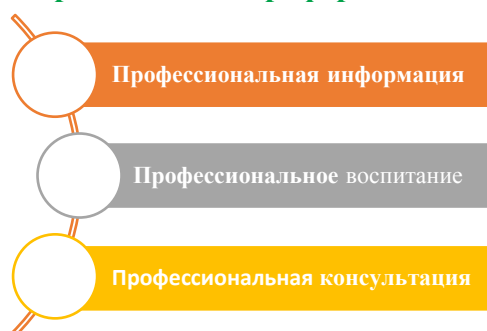 Профессиональная информация
Профессиональное воспитание
Профессиональная консультация